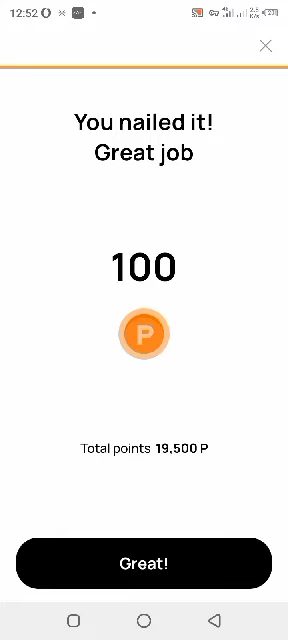 12:52
You nailed it!
Great job
100
P
Total points 19,500 P
Great!